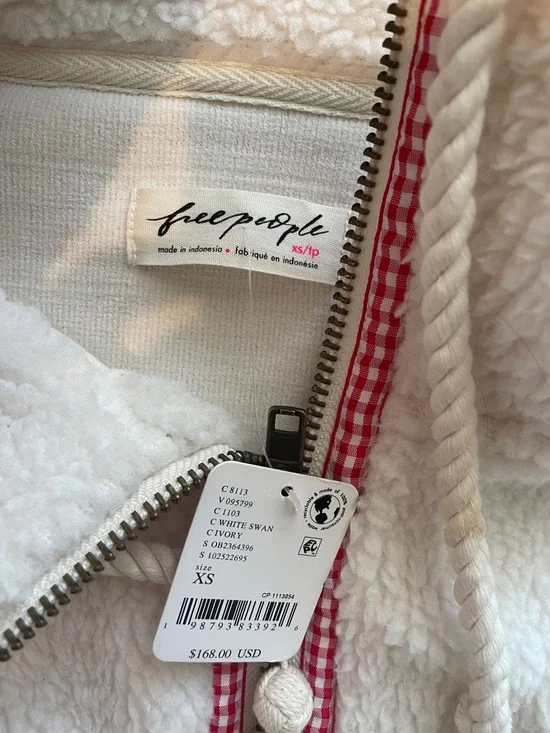 free people
xs/tp
made in indonesia • fabriqué en indonésie
C 8113
V 095799
C 1103
C WHITE SWAN
C IVORY
S OB2364396
S 102522695
size
XS
CP 1113854
1 98793 83392 6
$168.00 USD